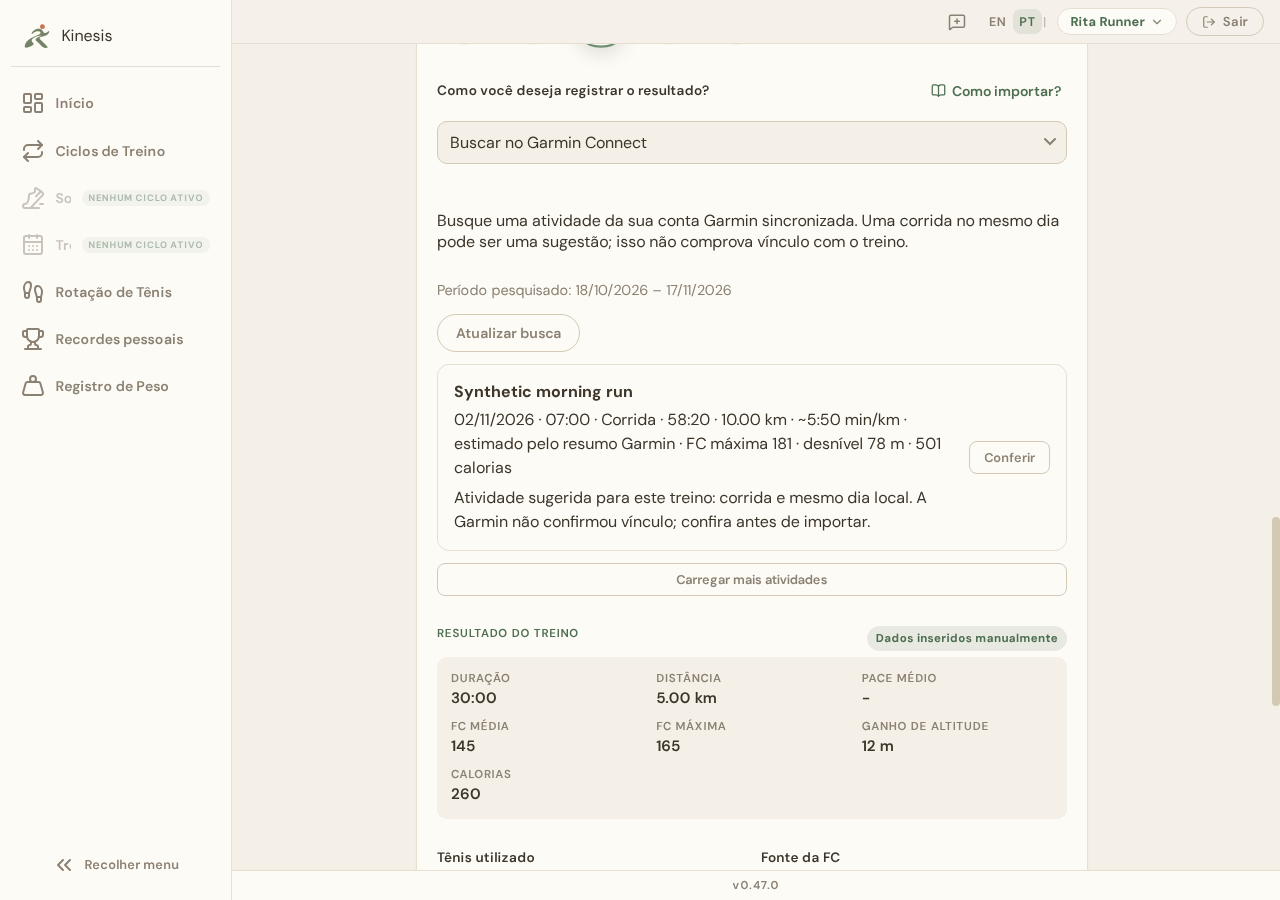 Kinesis
EN PT | Rita Runner Sair
Início
Ciclos de Treino
So NENHUM CICLO ATIVO
NENHUM CICLO ATIVO
Rotação de Tênis
Recordes pessoais
Registro de Peso
Recolher menu
Como você deseja registrar o resultado? Como importar?
Buscar no Garmin Connect
Busque uma atividade da sua conta Garmin sincronizada. Uma corrida no mesmo dia
pode ser uma sugestão; isso não comprova vínculo com o treino.
Período pesquisado: 18/10/2026 – 17/11/2026
Atualizar busca
Synthetic morning run
02/11/2026 · 07:00 · Corrida · 58:20 · 10.00 km · ~5:50 min/km ·
estimado pelo resumo Garmin · FC máxima 181 · desnível 78 m · 501
calorias
Conferir
Atividade sugerida para este treino: corrida e mesmo dia local. A
Garmin não confirmou vínculo; confira antes de importar.
Carregar mais atividades
RESULTADO DO TREINO Dados inseridos manualmente
DURAÇÃO DISTÂNCIA PACE MÉDIO
30:00 5.00 km -
FC MÉDIA FC MÁXIMA GANHO DE ALTITUDE
145 165 12 m
CALORIAS
260
Tênis utilizado Fonte da FC
v0.47.0